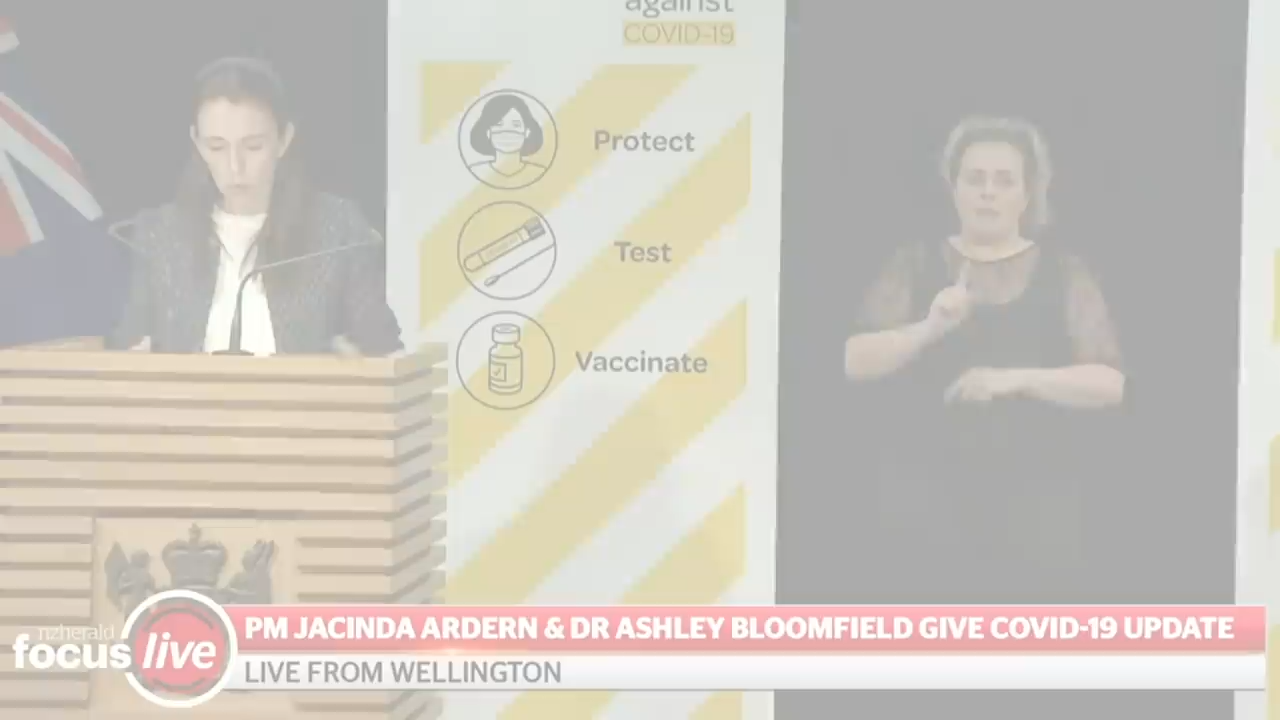 against
COVID-19
Protect
Test
Vaccinate
nzherald
focus live
PM JACINDA ARDERN & DR ASHLEY BLOOMFIELD GIVE COVID-19 UPDATE
LIVE FROM WELLINGTON